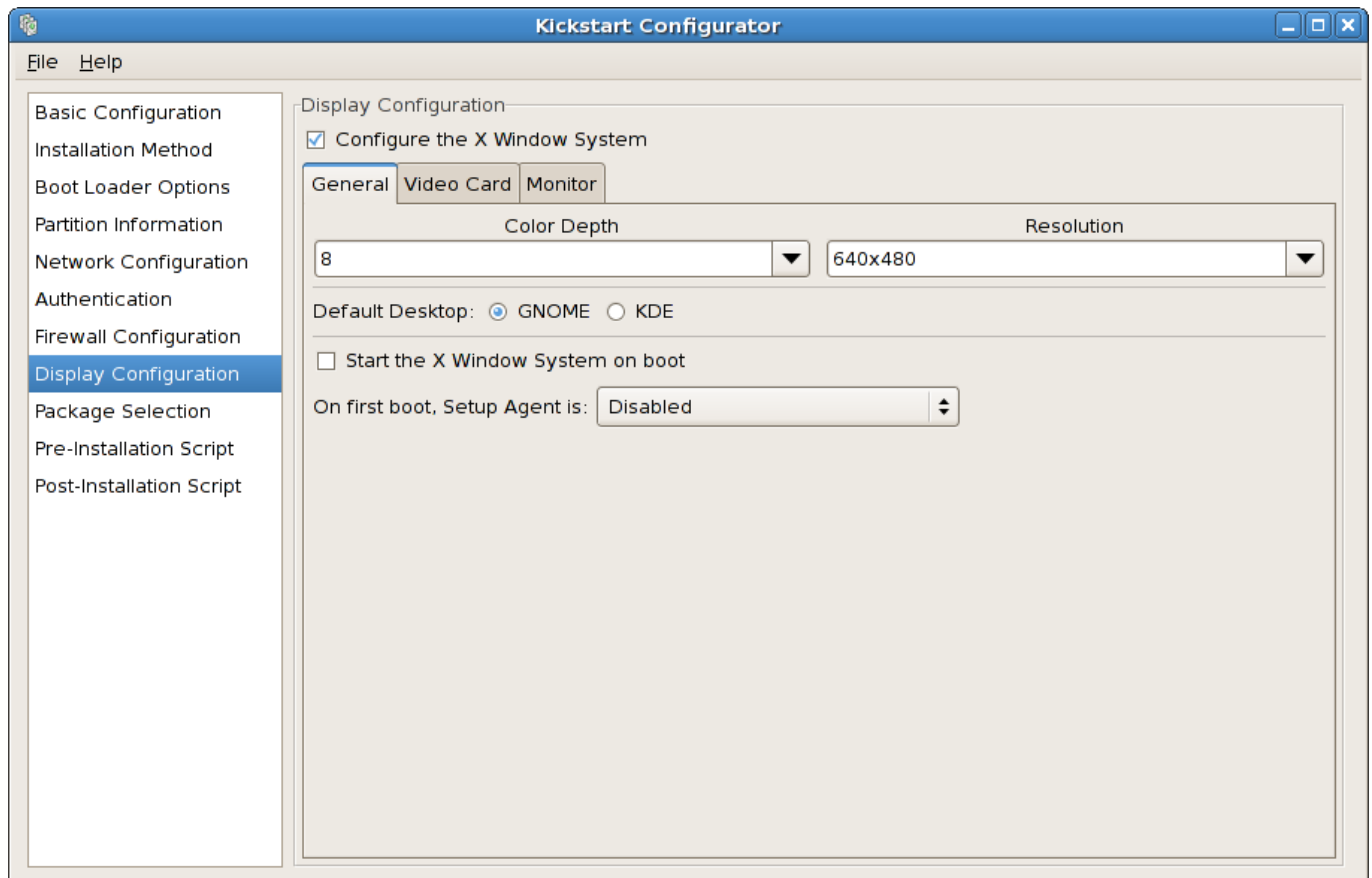 Kickstart Configurator
File Help
Basic Configuration
Installation Method
Boot Loader Options
Partition Information
Network Configuration
Authentication
Firewall Configuration
Display Configuration
Package Selection
Pre-Installation Script
Post-Installation Script
Display Configuration
Configure the X Window System
General Video Card Monitor
Color Depth Resolution
8 640x480
Default Desktop: GNOME KDE
Start the X Window System on boot
On first boot, Setup Agent is: Disabled